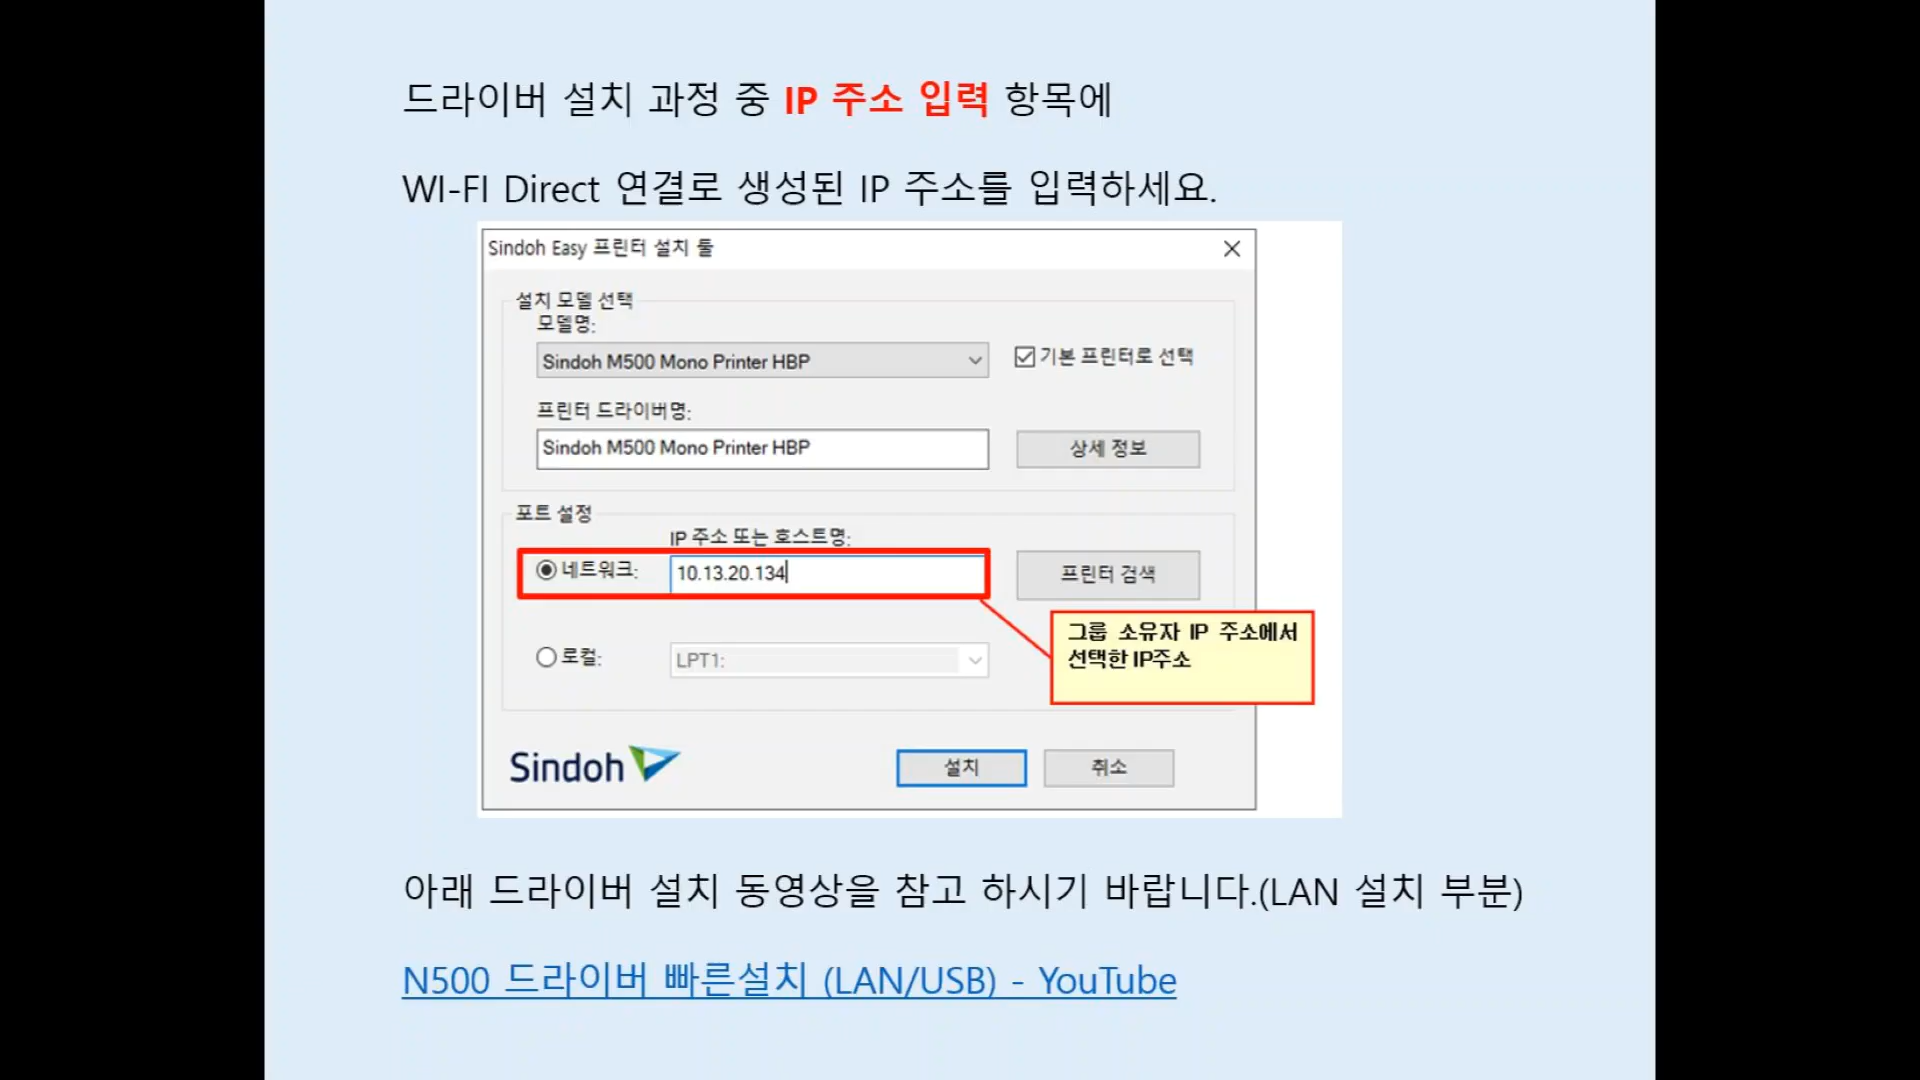 드라이버 설치 과정 중 IP 주소 입력 항목에
WI-FI Direct 연결로 생성된 IP 주소를 입력하세요.
Sindoh Easy 프린터 설치 툴
설치 모델 선택
모델명:
Sindoh M500 Mono Printer HBP
기본 프린터로 선택
프린터 드라이버명:
Sindoh M500 Mono Printer HBP
상세 정보
포트 설정
IP 주소 또는 호스트명:
네트워크:
10.13.20.134
프린터 검색
그룹 소유자 IP 주소에서
선택한 IP주소
로컬:
LPT1:
Sindoh
설치
취소
아래 드라이버 설치 동영상을 참고 하시기 바랍니다.(LAN 설치 부분)
N500 드라이버 빠른설치 (LAN/USB) - YouTube